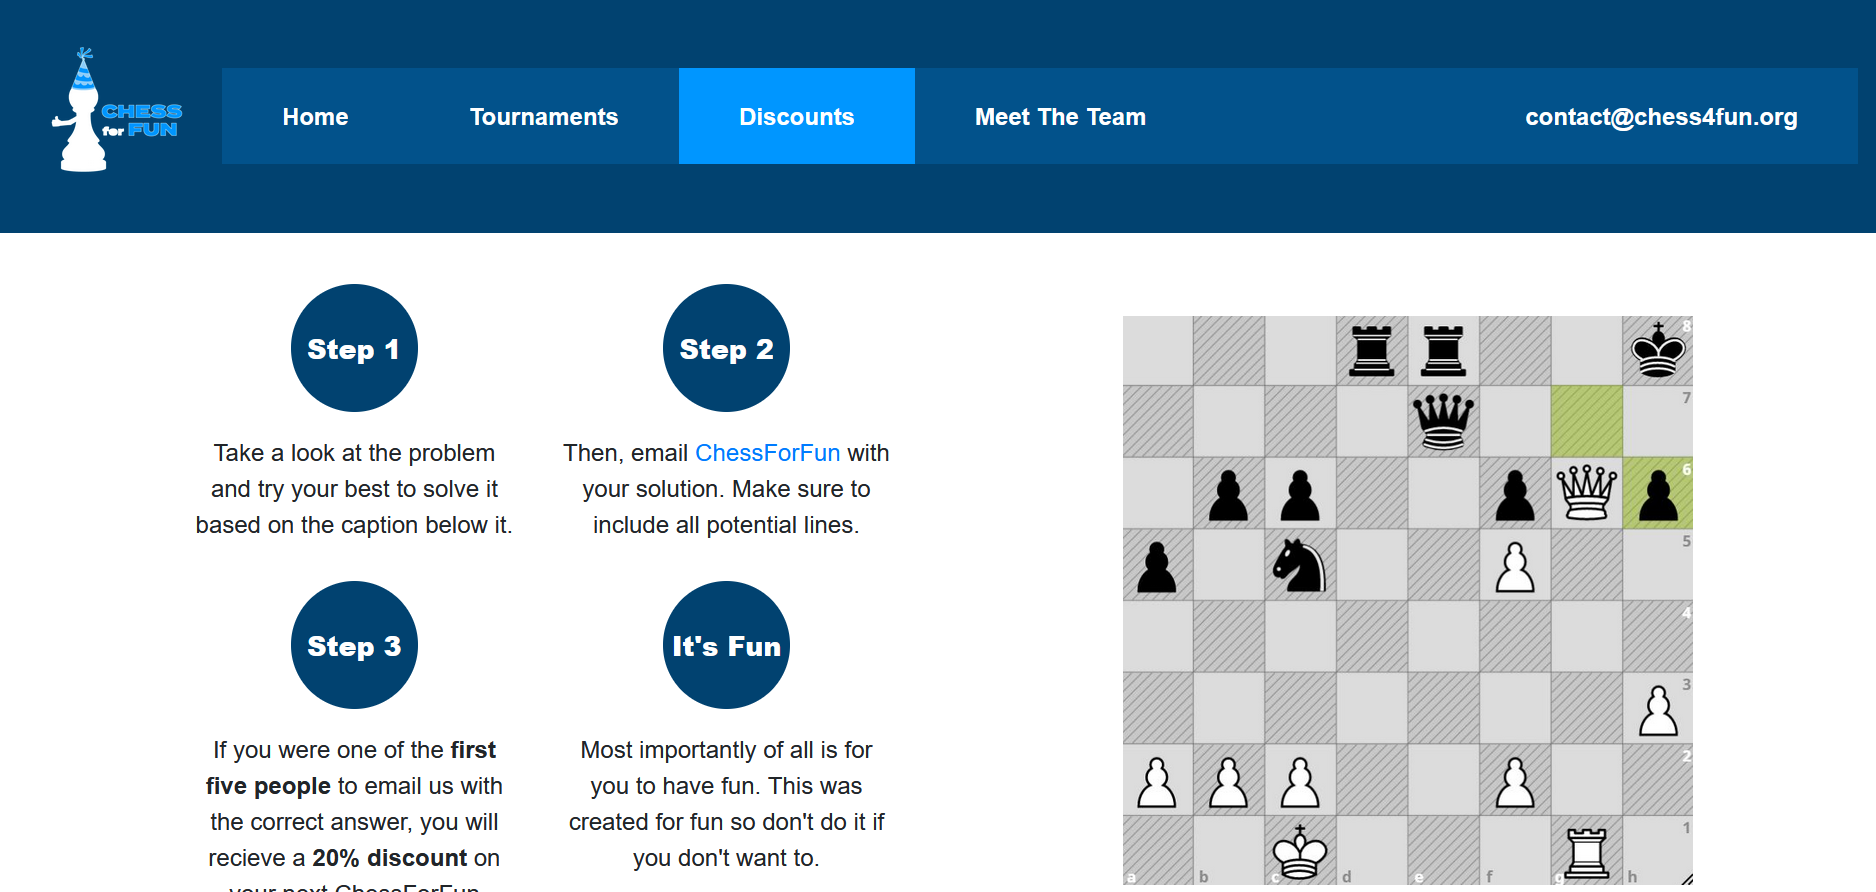 CHESS
for FUN
Home
Tournaments
Discounts
Meet The Team
contact@chess4fun.org
Step 1
Take a look at the problem
and try your best to solve it
based on the caption below it.
Step 2
Then, email ChessForFun with
your solution. Make sure to
include all potential lines.
Step 3
If you were one of the first
five people to email us with
the correct answer, you will
recieve a 20% discount on
your next ChessForFun
It's Fun
Most importantly of all is for
you to have fun. This was
created for fun so don't do it if
you don't want to.
8
7
6
5
4
3
2
1
a b c d e f g h